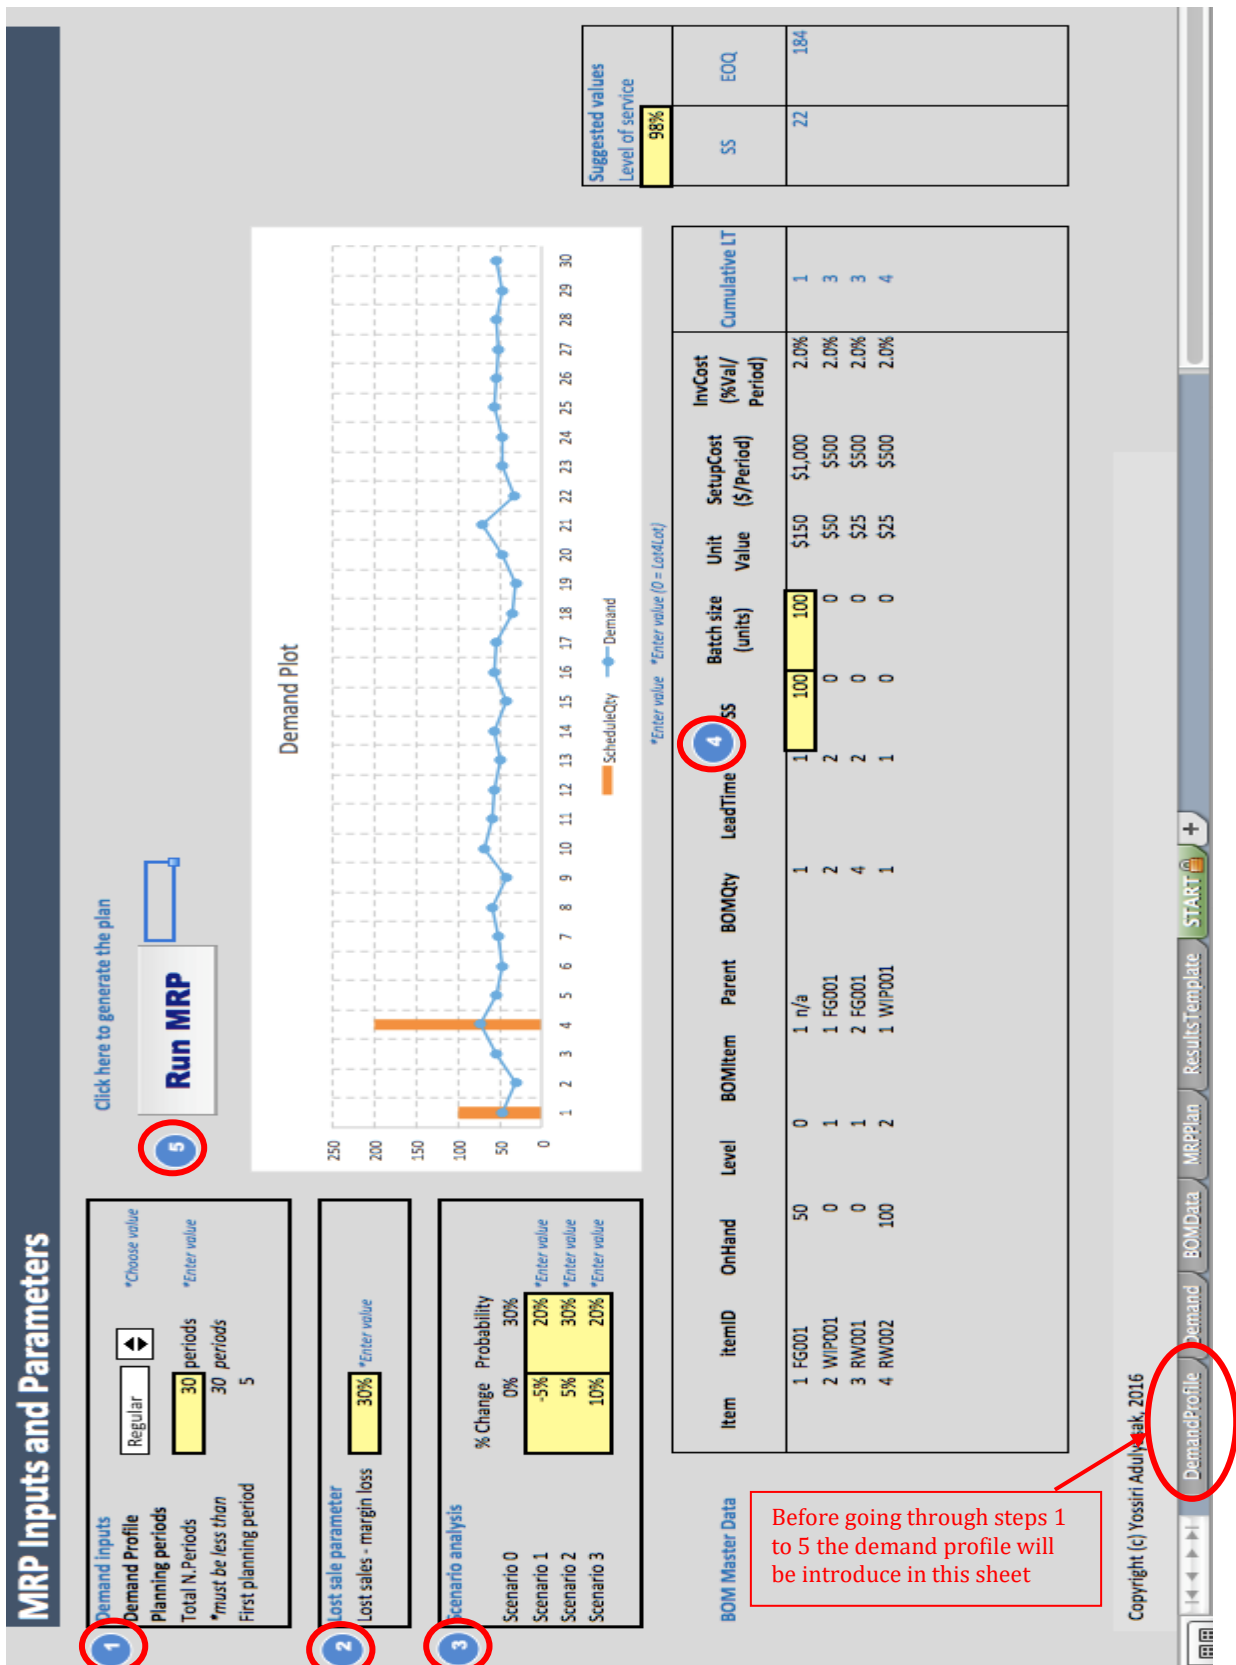 MRP Inputs and Parameters
1
Demand inputs
Demand Profile Regular *Choose value
Planning periods
Total N.Periods 30 periods *Enter value
*must be less than 30 periods
First planning period 5
2
Lost sale parameter
Lost sales - margin loss 30% *Enter value
3
Scenario analysis
% Change Probability
Scenario 0 0% 30%
Scenario 1 -5% 20% *Enter value
Scenario 2 5% 30% *Enter value
Scenario 3 10% 20% *Enter value
Click here to generate the plan
5
Run MRP
Demand Plot
250
200
150
100
50
0
1 2 3 4 5 6 7 8 9 10 11 12 13 14 15 16 17 18 19 20 21 22 23 24 25 26 27 28 29 30
ScheduleQty Demand
Suggested values
Level of service
98%
*Enter value *Enter value (0 = Lot4Lot)
4
BOM Master Data
Item itemID OnHand Level BOMItem Parent BOMQty LeadTime SS Batch size (units) Unit Value SetupCost ($/Period) InvCost (%Val/ Period) Cumulative LT SS EOQ
1 FG001 50 0 1 n/a 1 1 100 100 $150 $1,000 2.0% 1 22 184
2 WIP001 0 1 1 FG001 2 2 0 0 $50 $500 2.0% 3
3 RW001 0 1 2 FG001 4 2 0 0 $25 $500 2.0% 3
4 RW002 100 2 1 WIP001 1 1 0 0 $25 $500 2.0% 4
Before going through steps 1
to 5 the demand profile will
be introduce in this sheet
Copyright (c) Yossiri Adulyasak, 2016
DemandProfile Demand BOMData MRPPlan ResultsTemplate START +